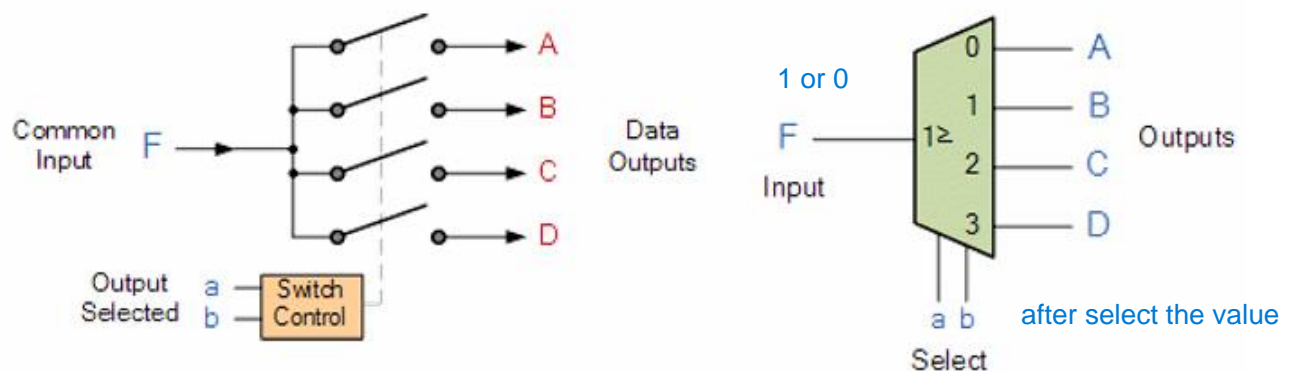 Common
Input
F
A
B
C
D
Data
Outputs
Output
Selected
a
b
Switch
Control
1 or 0
F
Input
1≥
0
1
2
3
A
B
C
D
Outputs
a b
Select
after select the value